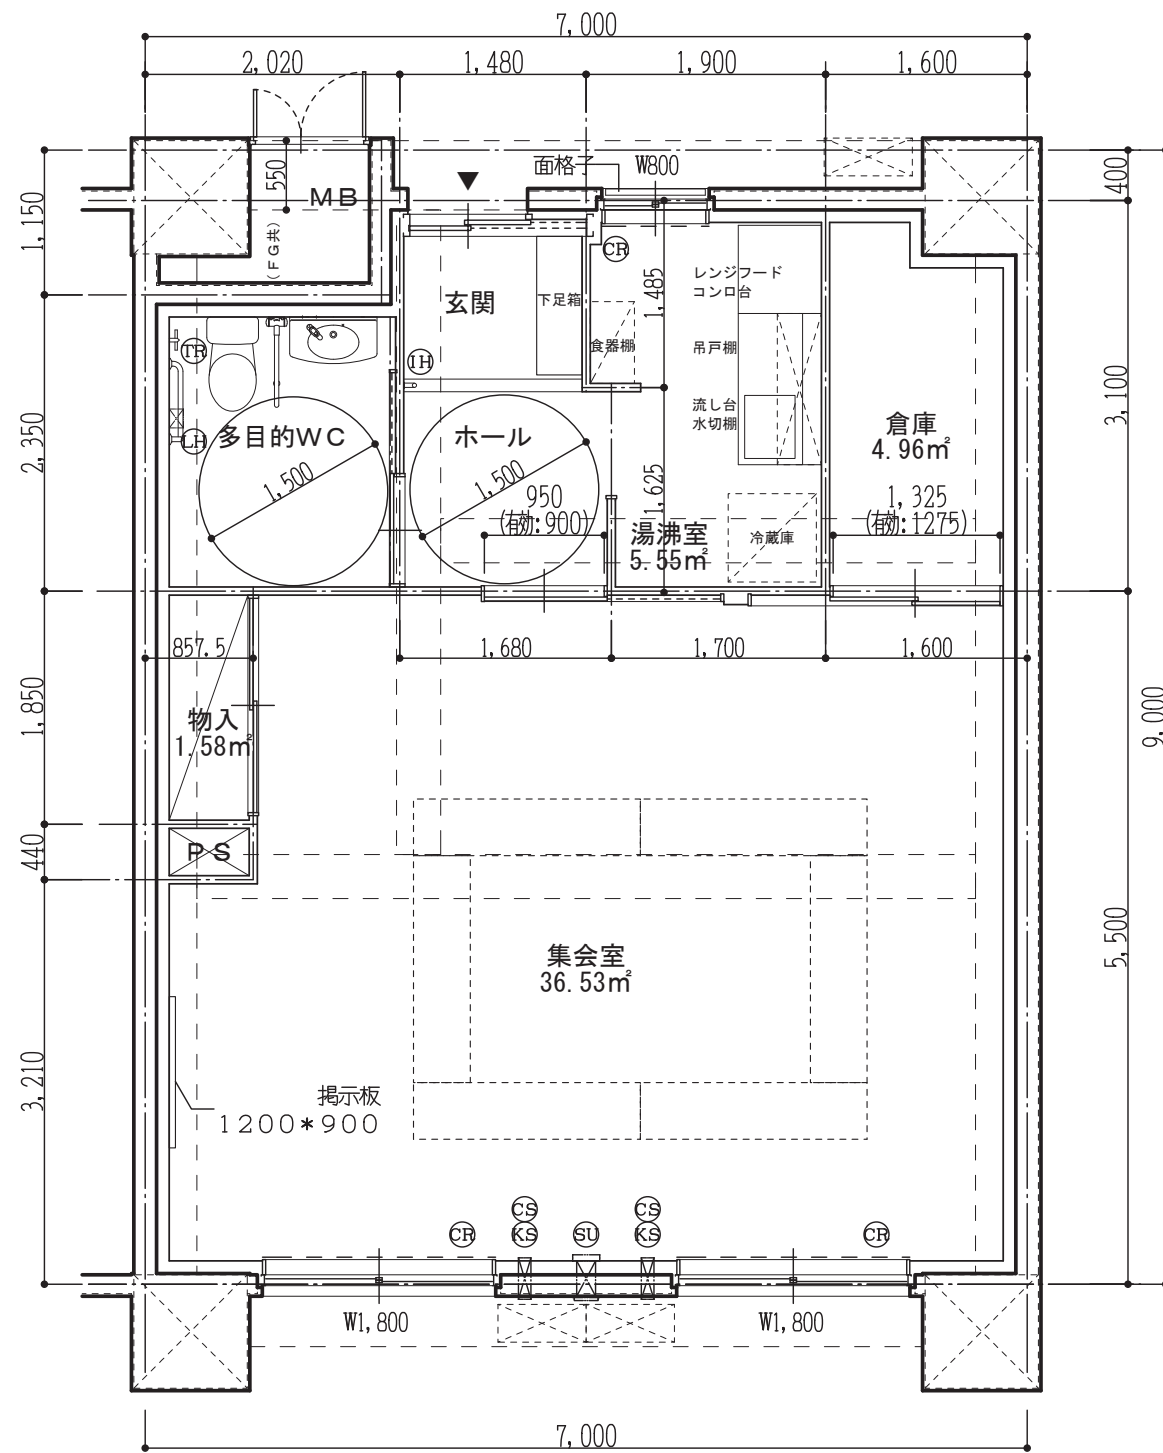 7,000
2,020
1,480
1,900
1,600
面格子
W800
400
550
MB
(FG共)
1,150
CR
レンジフード
コンロ台
1,485
玄関
下足箱
食器棚
吊戸棚
TR
IH
3,100
流し台
水切棚
倉庫
4.96㎡
LH
多目的WC
ホール
2,350
1,500
1,500
1,625
950
(有効:900)
1,325
(有効:1275)
湯沸室
5.55㎡
冷蔵庫
857.5
1,680
1,700
1,600
1,850
物入
1.58㎡
9,000
440
PS
5,500
集会室
36.53㎡
3,210
掲示板
1200*900
CS
CS
CR
KS
SU
KS
CR
W1,800
W1,800
7,000